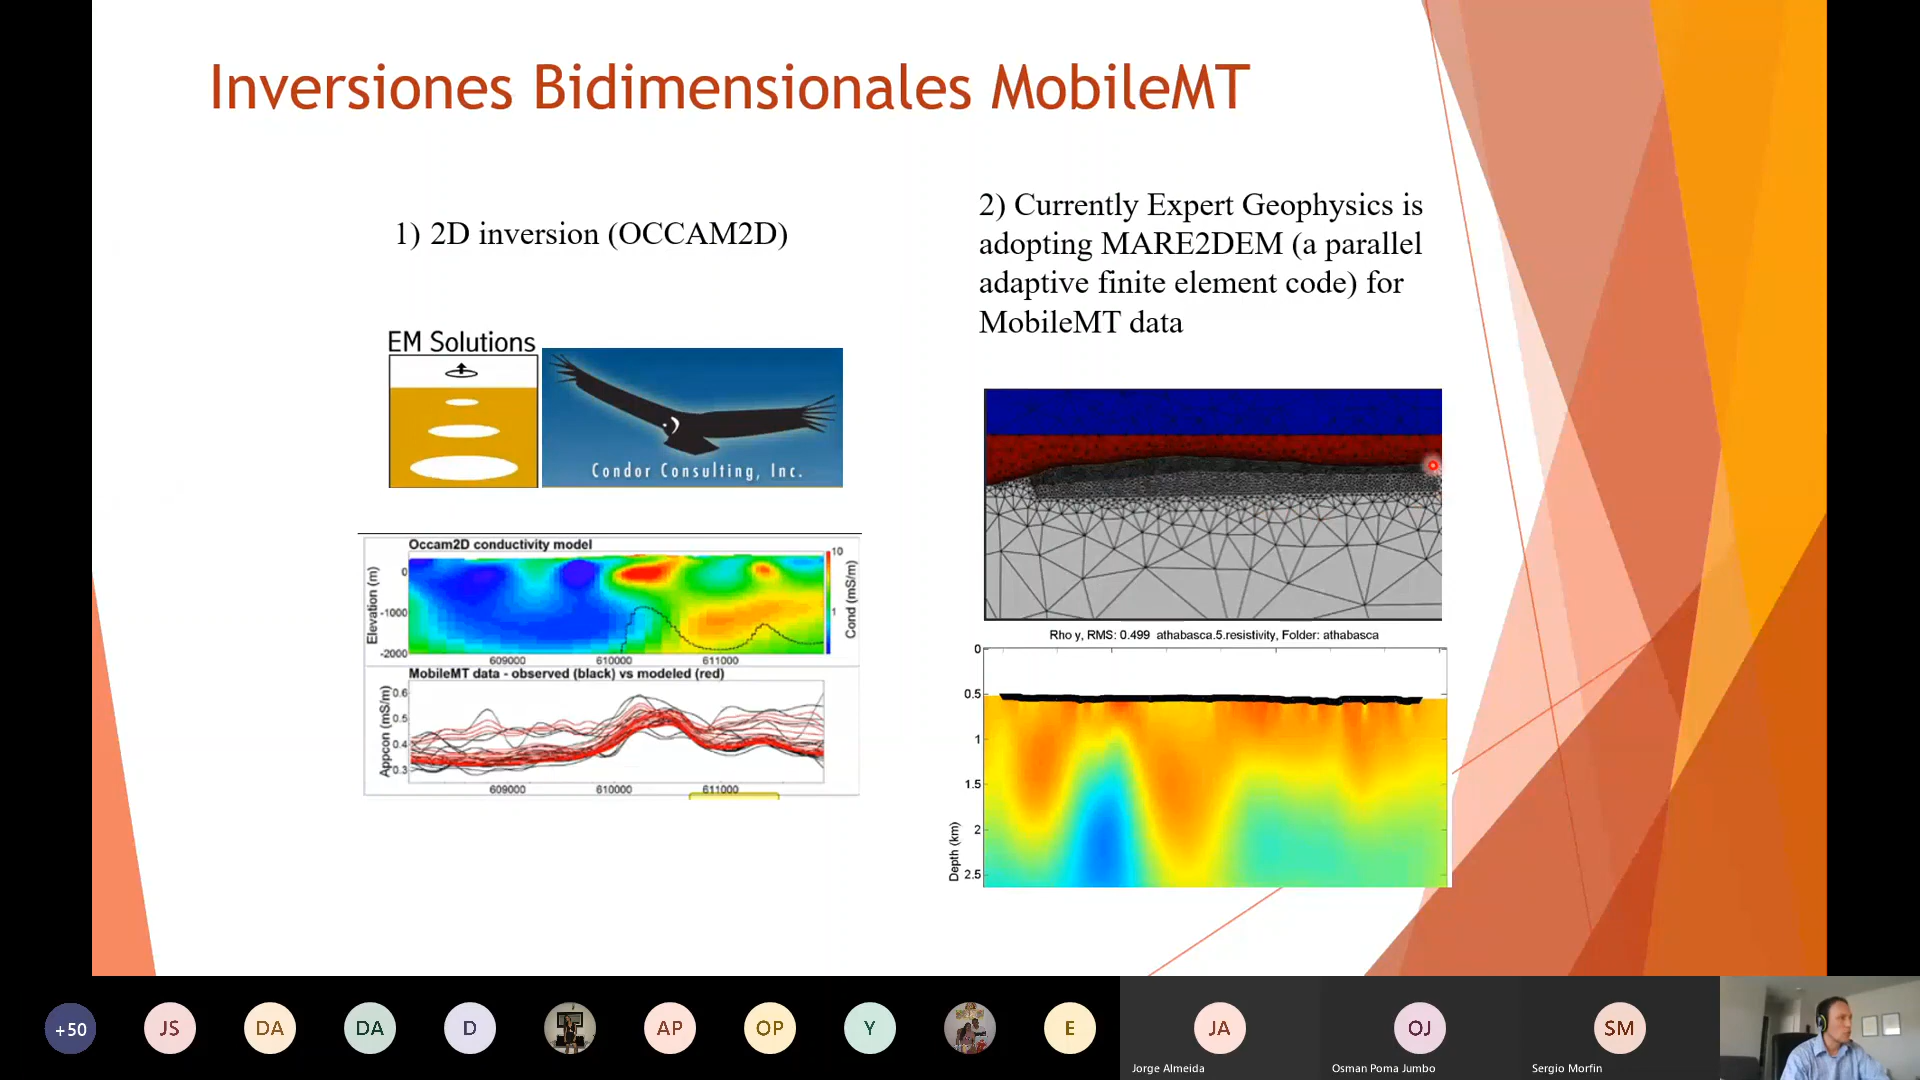 Inversiones Bidimensionales MobileMT
1) 2D inversion (OCCAM2D)
EM Solutions
Condor Consulting, Inc.
Occam2D conductivity model
10
1
Cond (mS/m)
Elevation (m)
0
-1000
-2000
609000 610000 611000
MobileMT data - observed (black) vs modeled (red)
Appcon (mS/m)
0.6
0.5
0.4
0.3
609000 610000 611000
2) Currently Expert Geophysics is
adopting MARE2DEM (a parallel
adaptive finite element code) for
MobileMT data
Rho y, RMS: 0.499 athabasca.5.resistivity, Folder: athabasca
0
0.5
1
1.5
2
2.5
Depth (km)
+50
JS
DA
DA
D
AP
OP
Y
E
JA
Jorge Almeida
OJ
Osman Poma Jumbo
SM
Sergio Morfin